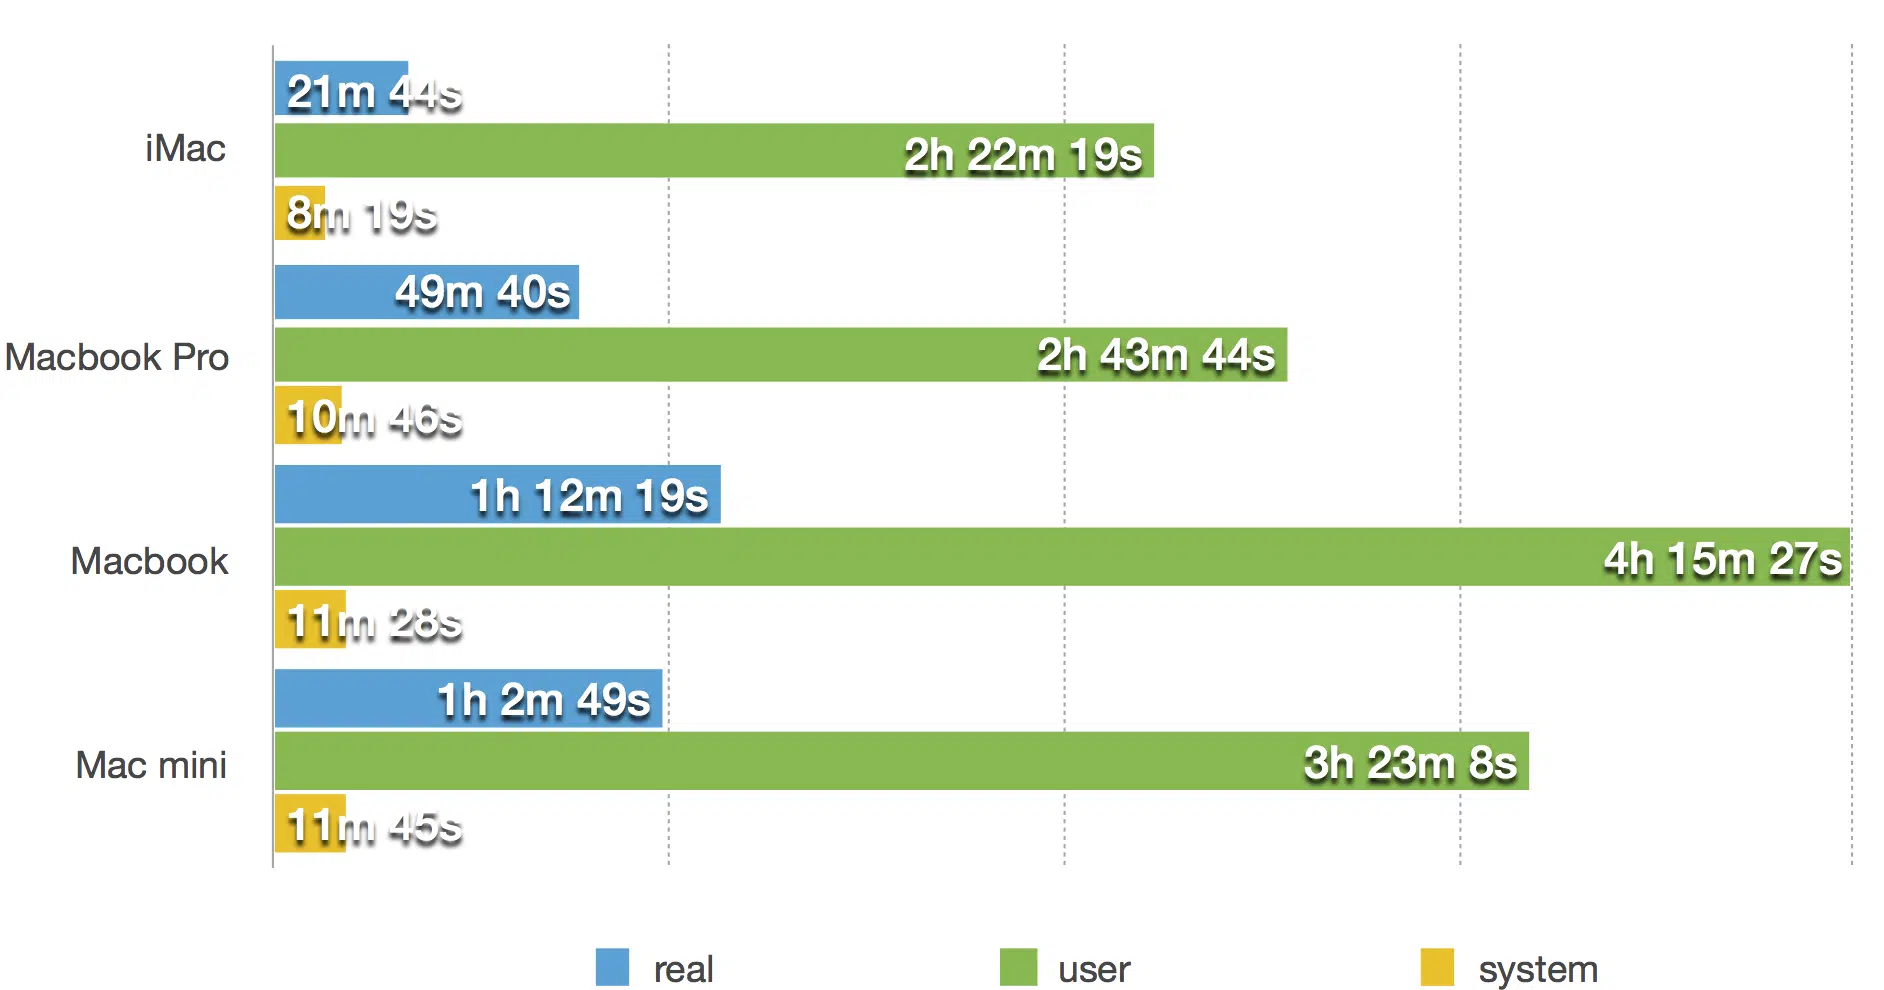 21m 44s
iMac
2h 22m 19s
8m 19s
49m 40s
Macbook Pro
2h 43m 44s
10m 46s
1h 12m 19s
Macbook
4h 15m 27s
11m 28s
1h 2m 49s
Mac mini
3h 23m 8s
11m 45s
real
user
system